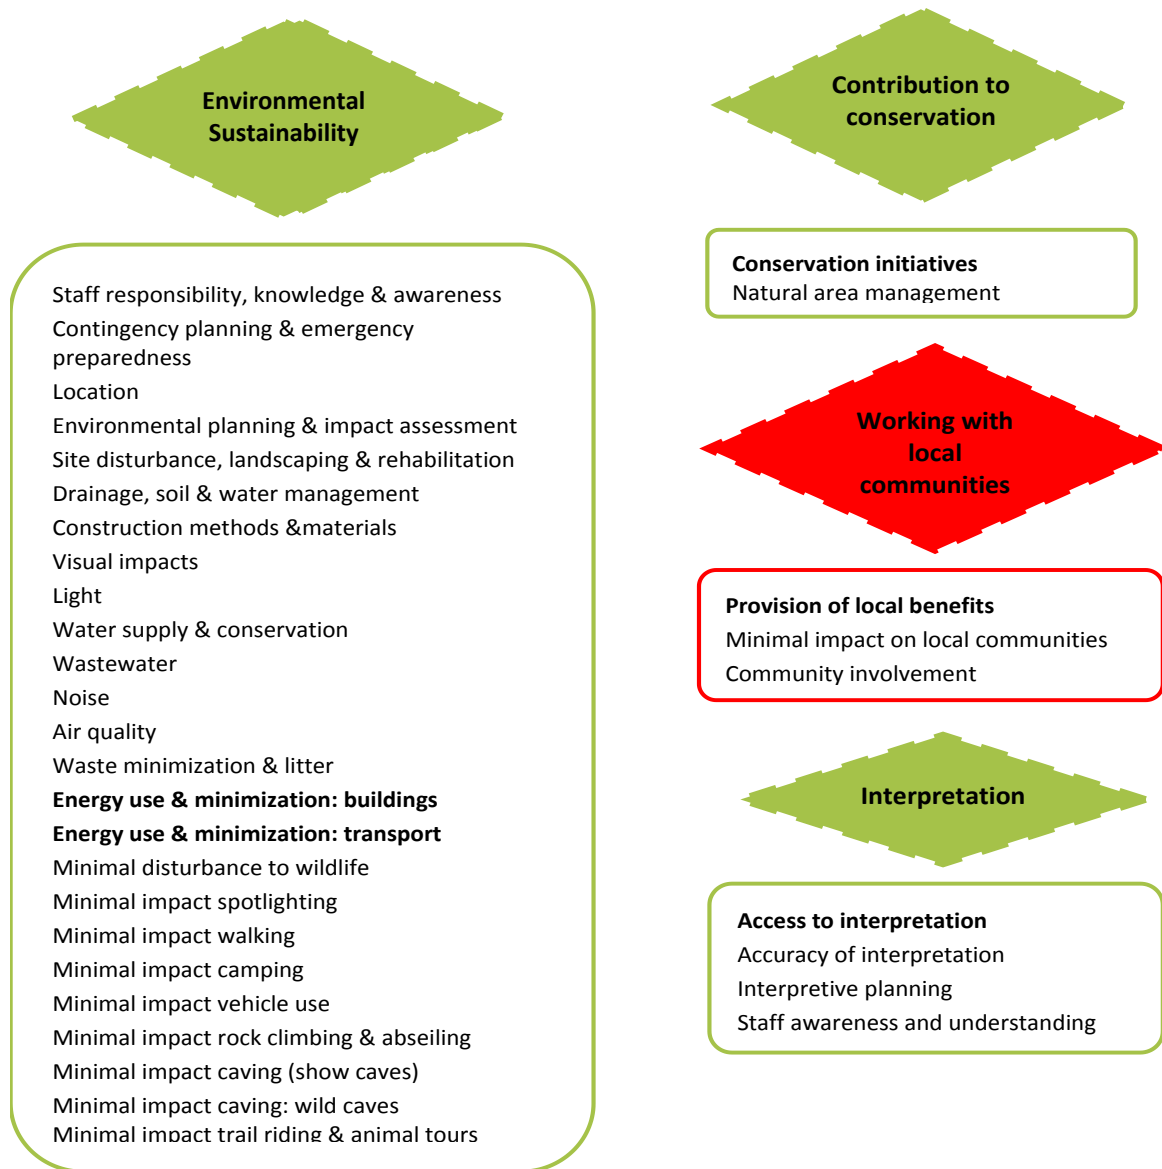 Environmental
Sustainability
Staff responsibility, knowledge & awareness
Contingency planning & emergency
preparedness
Location
Environmental planning & impact assessment
Site disturbance, landscaping & rehabilitation
Drainage, soil & water management
Construction methods &materials
Visual impacts
Light
Water supply & conservation
Wastewater
Noise
Air quality
Waste minimization & litter
Energy use & minimization: buildings
Energy use & minimization: transport
Minimal disturbance to wildlife
Minimal impact spotlighting
Minimal impact walking
Minimal impact camping
Minimal impact vehicle use
Minimal impact rock climbing & abseiling
Minimal impact caving (show caves)
Minimal impact caving: wild caves
Minimal impact trail riding & animal tours
Contribution to
conservation
Conservation initiatives
Natural area management
Working with
local
communities
Provision of local benefits
Minimal impact on local communities
Community involvement
Interpretation
Access to interpretation
Accuracy of interpretation
Interpretive planning
Staff awareness and understanding